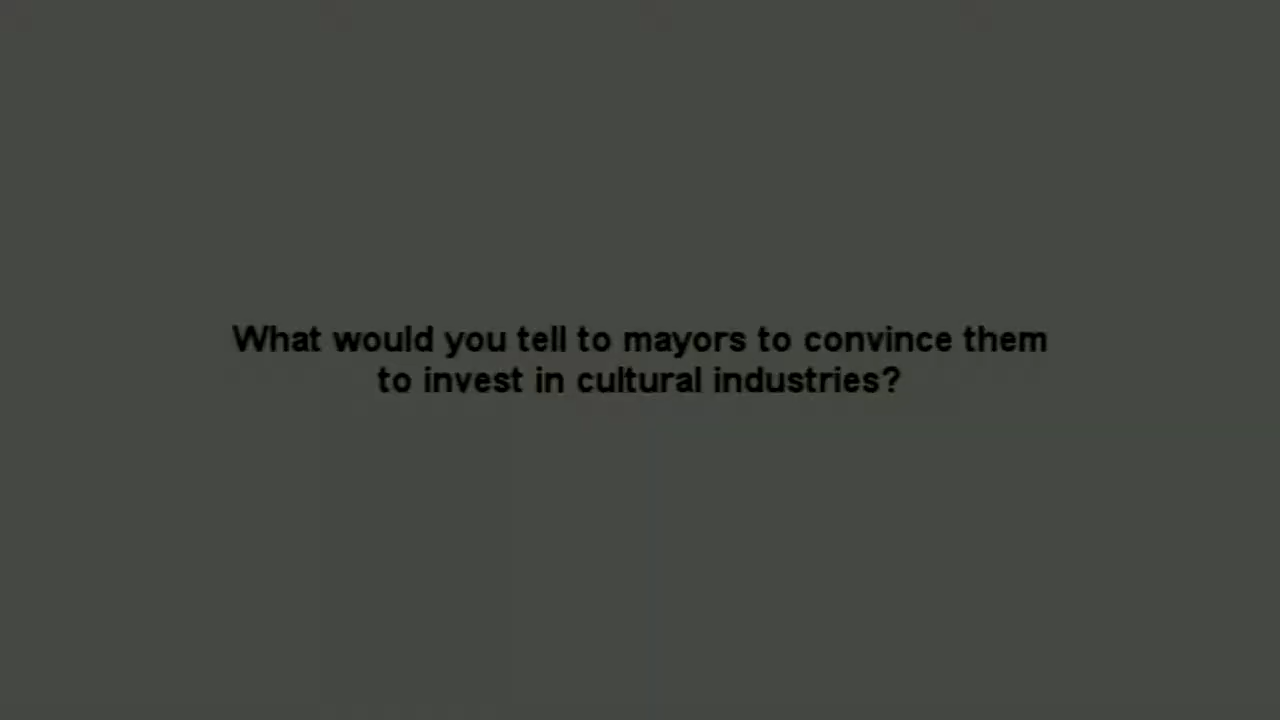 What would you tell to mayors to convince them
to invest in cultural industries?